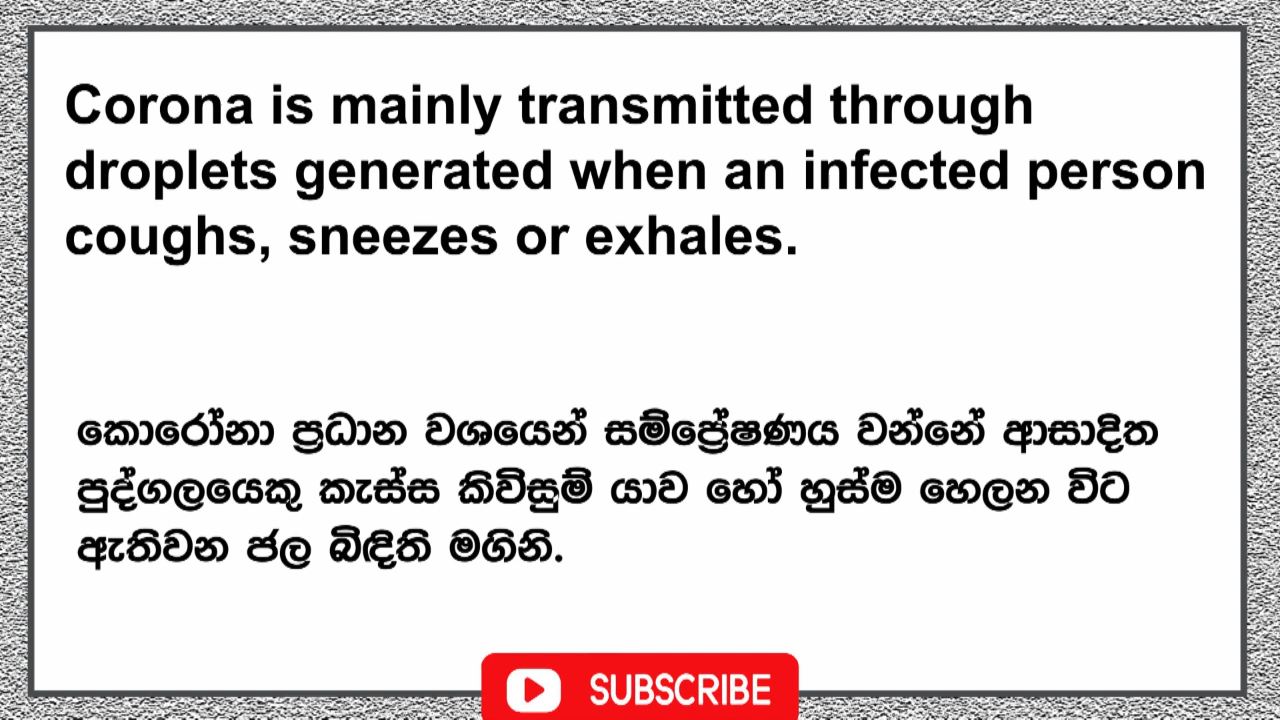 Corona is mainly transmitted through
droplets generated when an infected person
coughs, sneezes or exhales.
කොරෝනා ප්‍රධාන වශයෙන් සම්ප්‍රේෂණය වන්නේ ආසාදිත
පුද්ගලයෙකු කැස්ස කිවිසුම් යාව හෝ හුස්ම හෙලන විට
ඇතිවන ජල බිඳිති මගිනි.
SUBSCRIBE